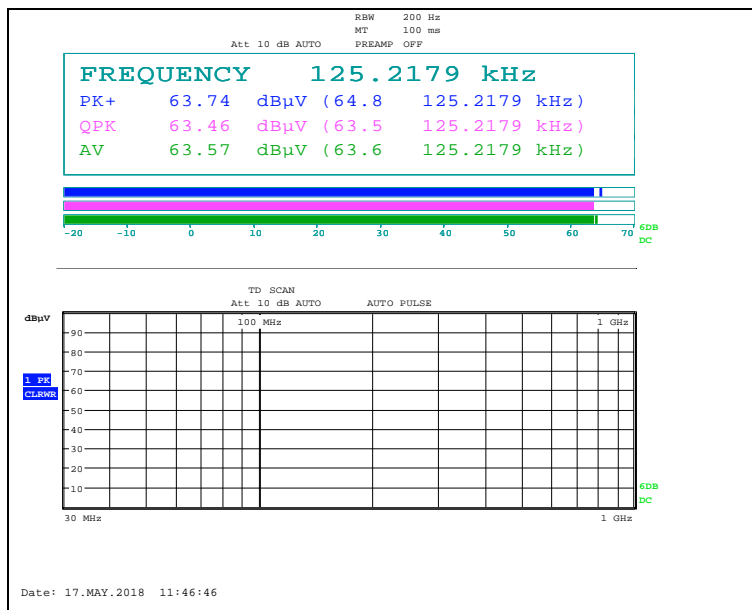 RBW 200 Hz
MT 100 ms
Att 10 dB AUTO PREAMP OFF
FREQUENCY 125.2179 kHz
PK+ 63.74 dBµV (64.8 125.2179 kHz)
QPK 63.46 dBµV (63.5 125.2179 kHz)
AV 63.57 dBµV (63.6 125.2179 kHz)
-20 -10 0 10 20 30 40 50 60 70
6DB
DC
TD SCAN
Att 10 dB AUTO AUTO PULSE
dBµV
100 MHz 1 GHz
90
80
70
1 PK
CLRWR
60
50
40
30
20
10
6DB
DC
30 MHz 1 GHz
Date: 17.MAY.2018 11:46:46